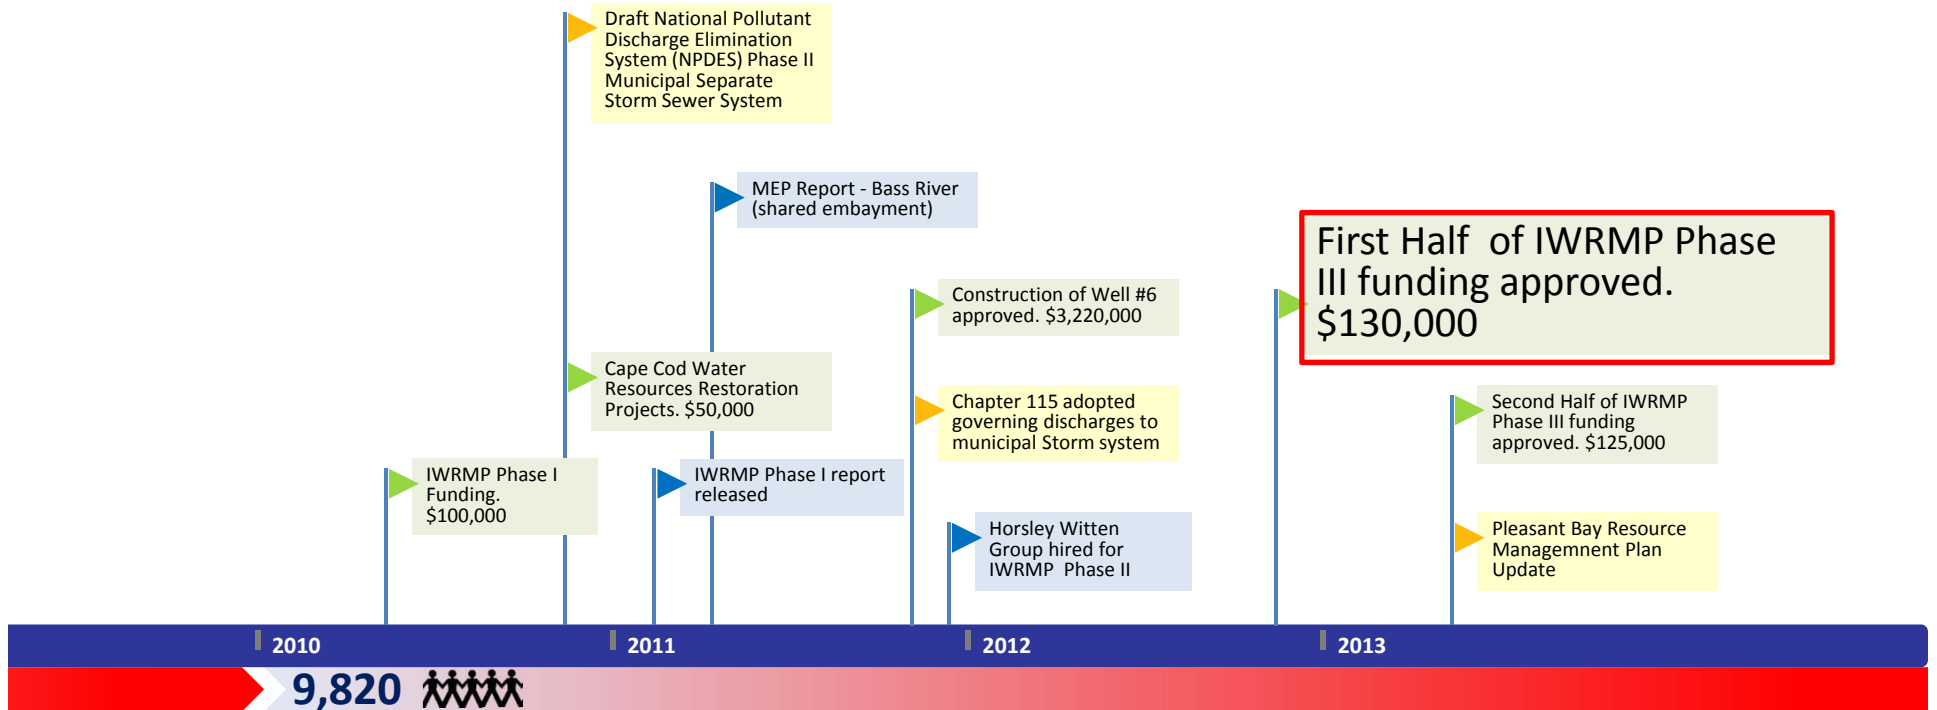 Draft National Pollutant
Discharge Elimination
System (NPDES) Phase II
Municipal Separate
Storm Sewer System
MEP Report - Bass River
(shared embayment)
First Half of IWRMP Phase
III funding approved.
$130,000
Construction of Well #6
approved. $3,220,000
Cape Cod Water
Resources Restoration
Projects. $50,000
Chapter 115 adopted
governing discharges to
municipal Storm system
Second Half of IWRMP
Phase III funding
approved. $125,000
IWRMP Phase I
Funding.
$100,000
IWRMP Phase I report
released
Horsley Witten
Group hired for
IWRMP Phase II
Pleasant Bay Resource
Managemnent Plan
Update
2010
2011
2012
2013
9,820